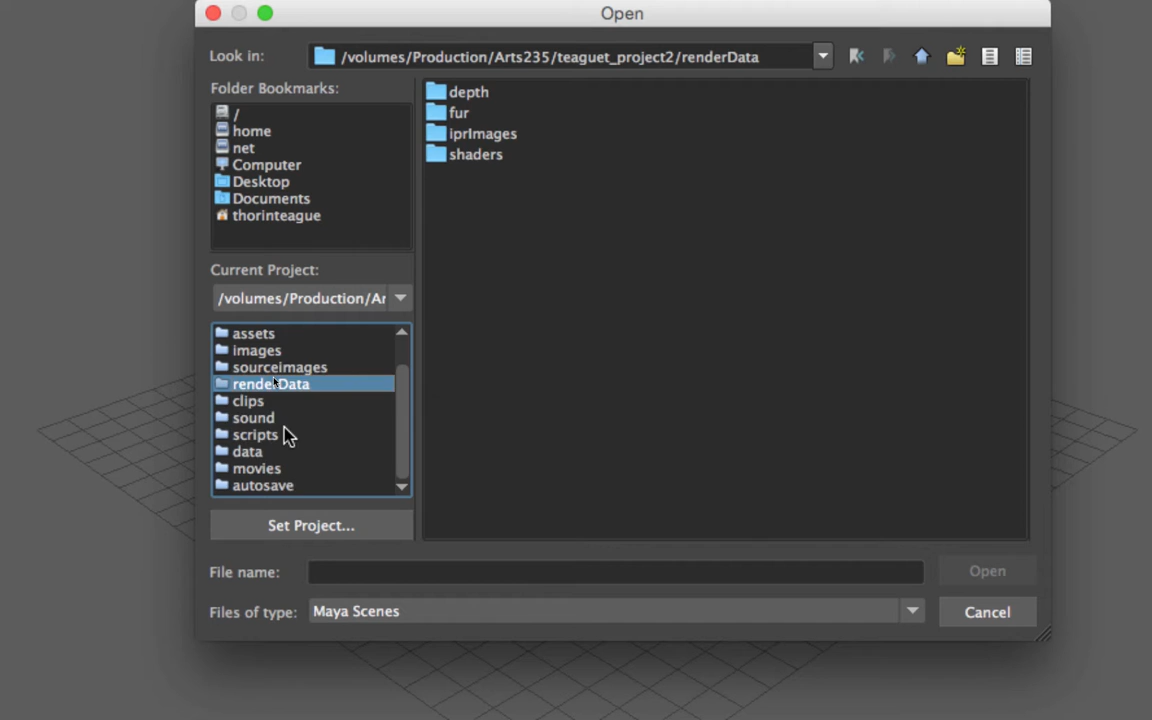 Open
Look in:
/volumes/Production/Arts235/teaguet_project2/renderData
Folder Bookmarks:
/
home
net
Computer
Desktop
Documents
thorinteague
Current Project:
/volumes/Production/Ar
assets
images
sourceimages
renderData
clips
sound
scripts
data
movies
autosave
Set Project...
depth
fur
iprImages
shaders
File name:
Open
Files of type:
Maya Scenes
Cancel